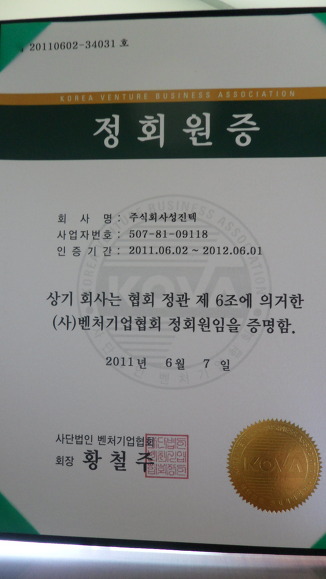 20110602-34031 호
KOREA VENTURE BUSINESS ASSOCIATION
정회원증
회 사 명 : 주식회사성진텍
사업자번호 : 507-81-09118
인증기간 : 2011.06.02 ~ 2012.06.01
상기 회사는 협회 정관 제 6조에 의거한
(사)벤처기업협회 정회원임을 증명함.
2011년 6월 7일
사단법인 벤처기업협회
회장 황철주
KOVA